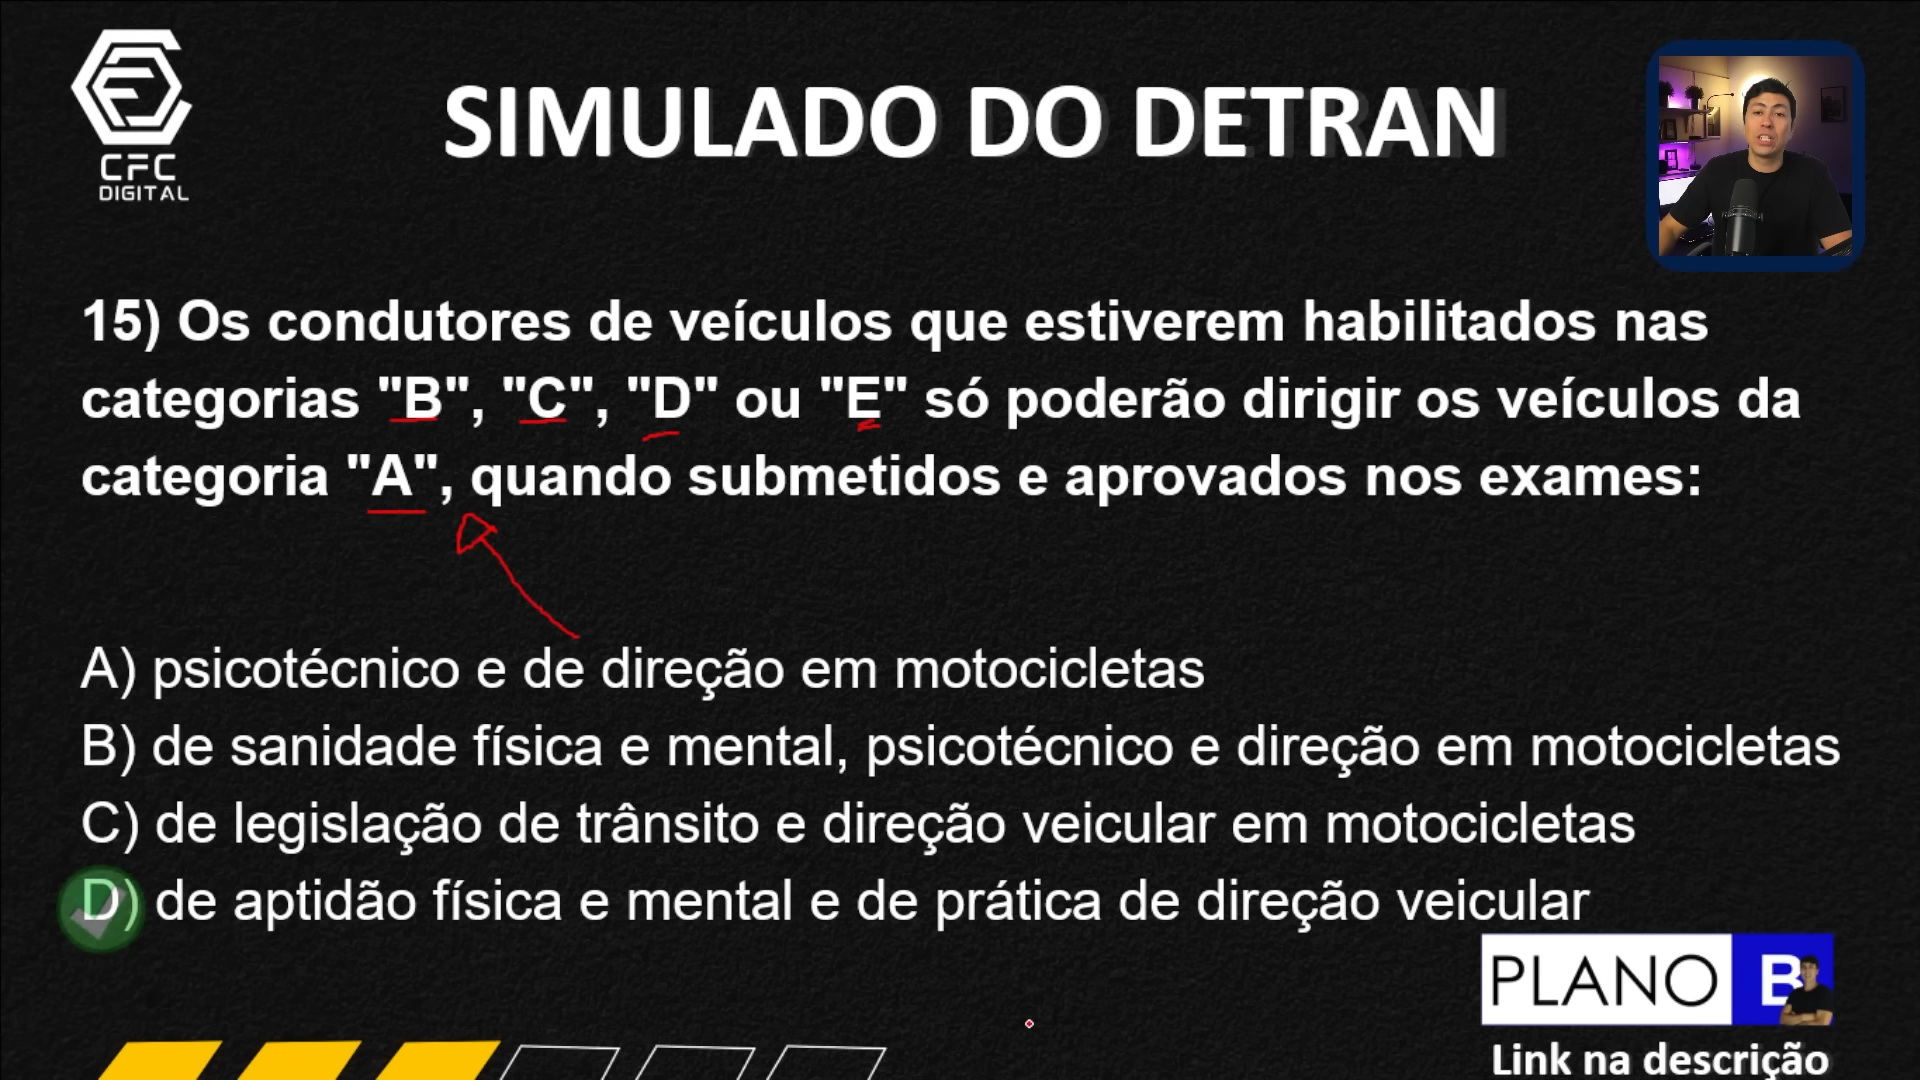 CFC
DIGITAL
SIMULADO DO DETRAN
15) Os condutores de veículos que estiverem habilitados nas
categorias "B", "C", "D" ou "E" só poderão dirigir os veículos da
categoria "A", quando submetidos e aprovados nos exames:
A) psicotécnico e de direção em motocicletas
B) de sanidade física e mental, psicotécnico e direção em motocicletas
C) de legislação de trânsito e direção veicular em motocicletas
D) de aptidão física e mental e de prática de direção veicular
PLANO B
Link na descrição